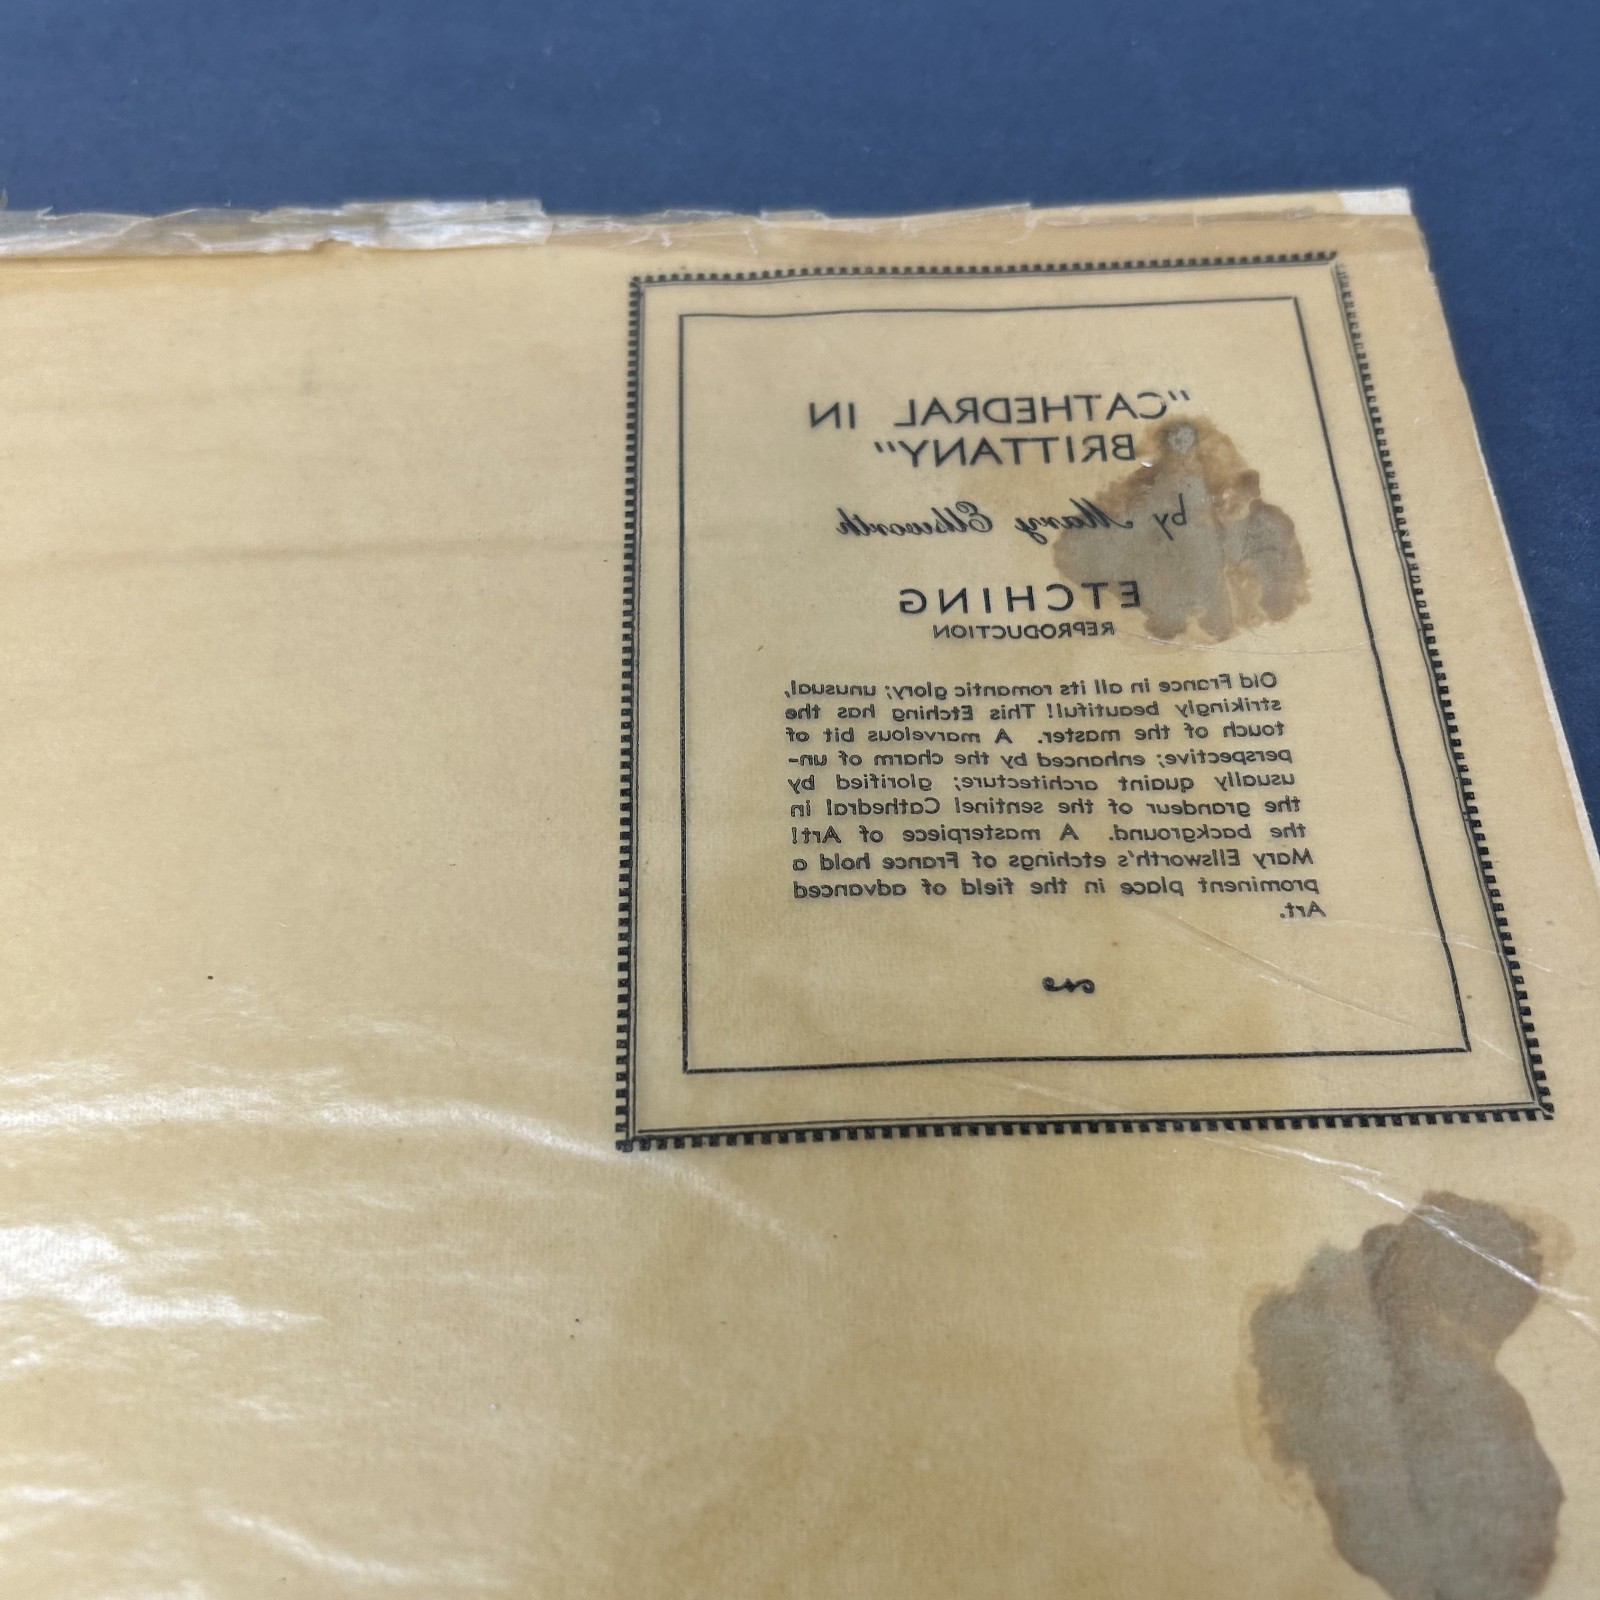 "CATHEDRAL IN
BRITTANY"
by Mary Ellsworth
ETCHING
REPRODUCTION
Old France in all its romantic glory; unusual,
strikingly beautiful! This Etching has the
touch of the master. A marvelous bit of
perspective; enhanced by the charm of un-
usually quaint architecture; glorified by
the grandeur of the sentinel Cathedral in
the background. A masterpiece of Art!
Mary Ellsworth's etchings of France hold a
prominent place in the field of advanced
Art.